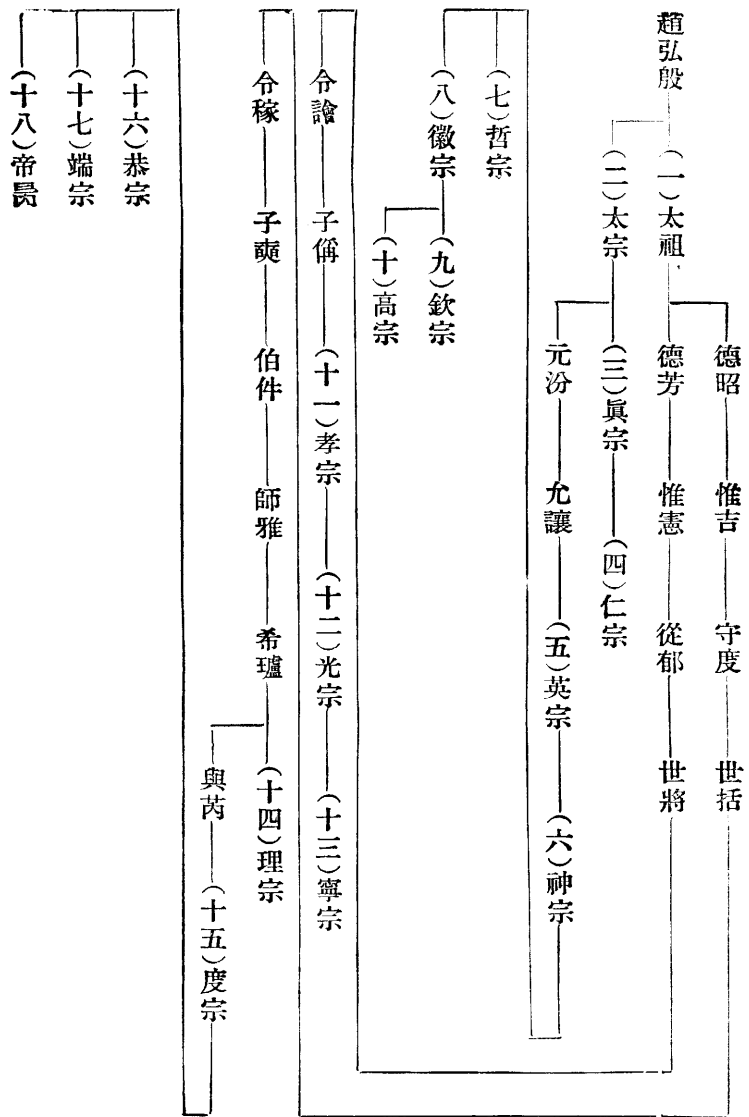 趙弘殷
（一）太祖
德昭
惟吉
守度
世括
德芳
惟憲
從郁
世將
（二）太宗
（三）眞宗
（四）仁宗
元汾
允讓
（五）英宗
（六）神宗
（七）哲宗
（八）徽宗
（九）欽宗
（十）高宗
令譮
子偁
（十一）孝宗
（十二）光宗
（十三）寧宗
令稼
子奭
伯件
師雅
希瓐
（十四）理宗
與芮
（十五）度宗
（十六）恭宗
（十七）端宗
（十八）帝昺